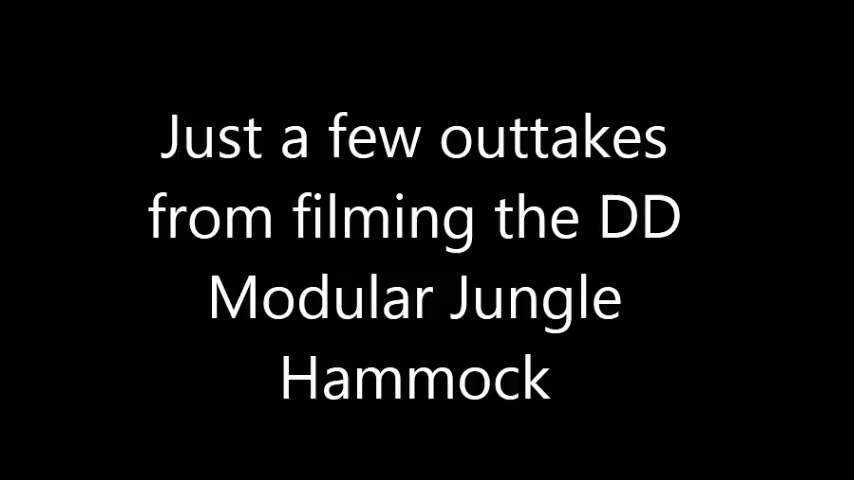 Just a few outtakes
from filming the DD
Modular Jungle
Hammock